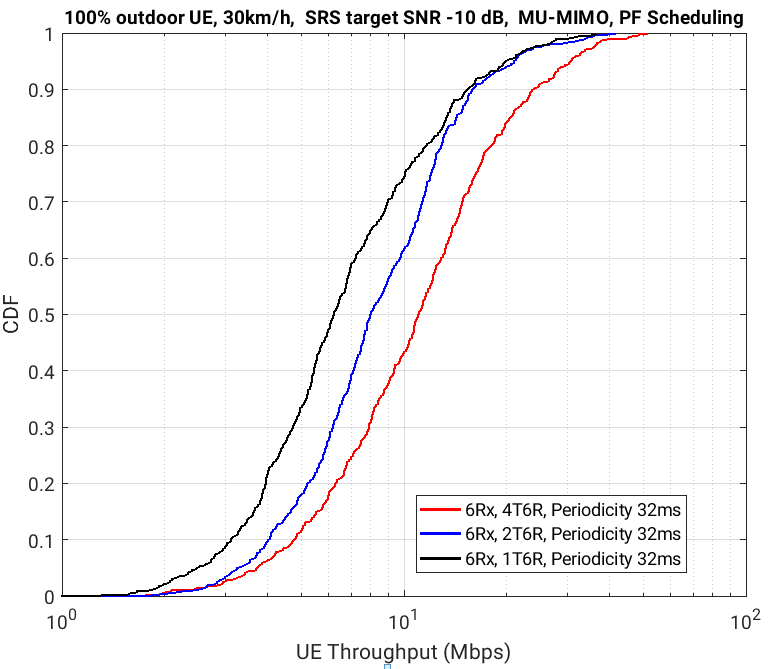 100% outdoor UE, 30km/h, SRS target SNR -10 dB, MU-MIMO, PF Scheduling
1
0.9
0.8
0.7
0.6
0.5
0.4
0.3
0.2
0.1
0
CDF
6Rx, 4T6R, Periodicity 32ms
6Rx, 2T6R, Periodicity 32ms
6Rx, 1T6R, Periodicity 32ms
10^0 10^1 10^2
UE Throughput (Mbps)